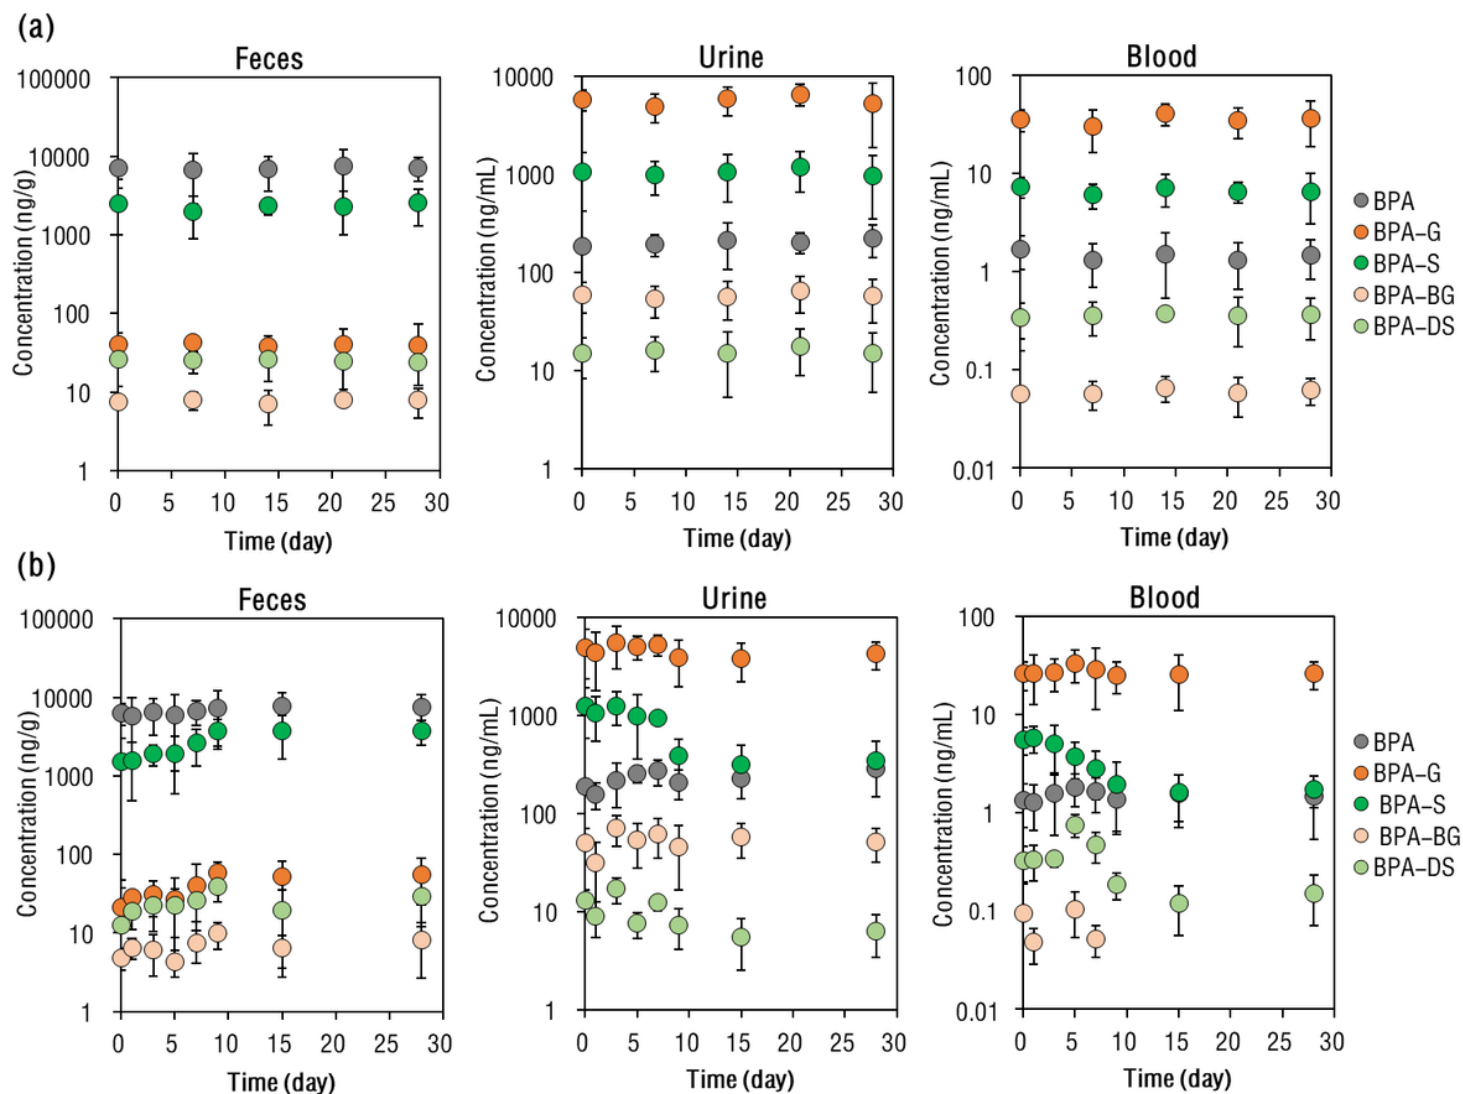 (a)
Feces
Urine
Blood
100000
10000
1000
100
10
1
Concentration (ng/g)
0 5 10 15 20 25 30
Time (day)
10000
1000
100
10
1
Concentration (ng/mL)
0 5 10 15 20 25 30
Time (day)
100
10
1
0.1
0.01
Concentration (ng/mL)
0 5 10 15 20 25 30
Time (day)
BPA
BPA-G
BPA-S
BPA-BG
BPA-DS
(b)
Feces
Urine
Blood
100000
10000
1000
100
10
1
Concentration (ng/g)
0 5 10 15 20 25 30
Time (day)
10000
1000
100
10
1
Concentration (ng/mL)
0 5 10 15 20 25 30
Time (day)
100
10
1
0.1
0.01
Concentration (ng/mL)
0 5 10 15 20 25 30
Time (day)
BPA
BPA-G
BPA-S
BPA-BG
BPA-DS